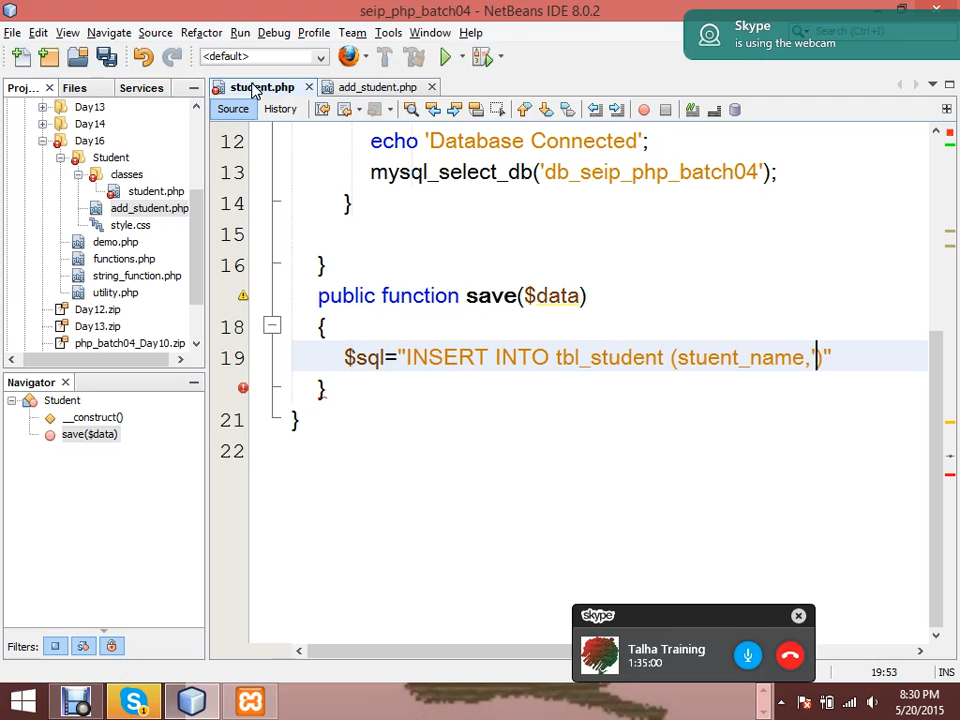 seip_php_batch04 - NetBeans IDE 8.0.2
File Edit View Navigate Source Refactor Run Debug Profile Team Tools Window Help
Search (Ctrl+I)
Skype
is using the webcam
<default>
Proj... Files Services
student.php add_student.php
Source History
Day13
Day14
Day16
Student
classes
student.php
add_student.php
style.css
demo.php
functions.php
string_function.php
utility.php
Day12.zip
Day13.zip
php_batch04_Day10.zip
12 echo 'Database Connected';
13 mysql_select_db('db_seip_php_batch04');
14 }
15
16 }
public function save($data)
18 {
19 $sql="INSERT INTO tbl_student (stuent_name,')"
}
21 }
22
Navigator
Student
__construct()
save($data)
Filters:
skype
Talha Training
1:35:00
19:53 INS
8:30 PM
5/20/2015